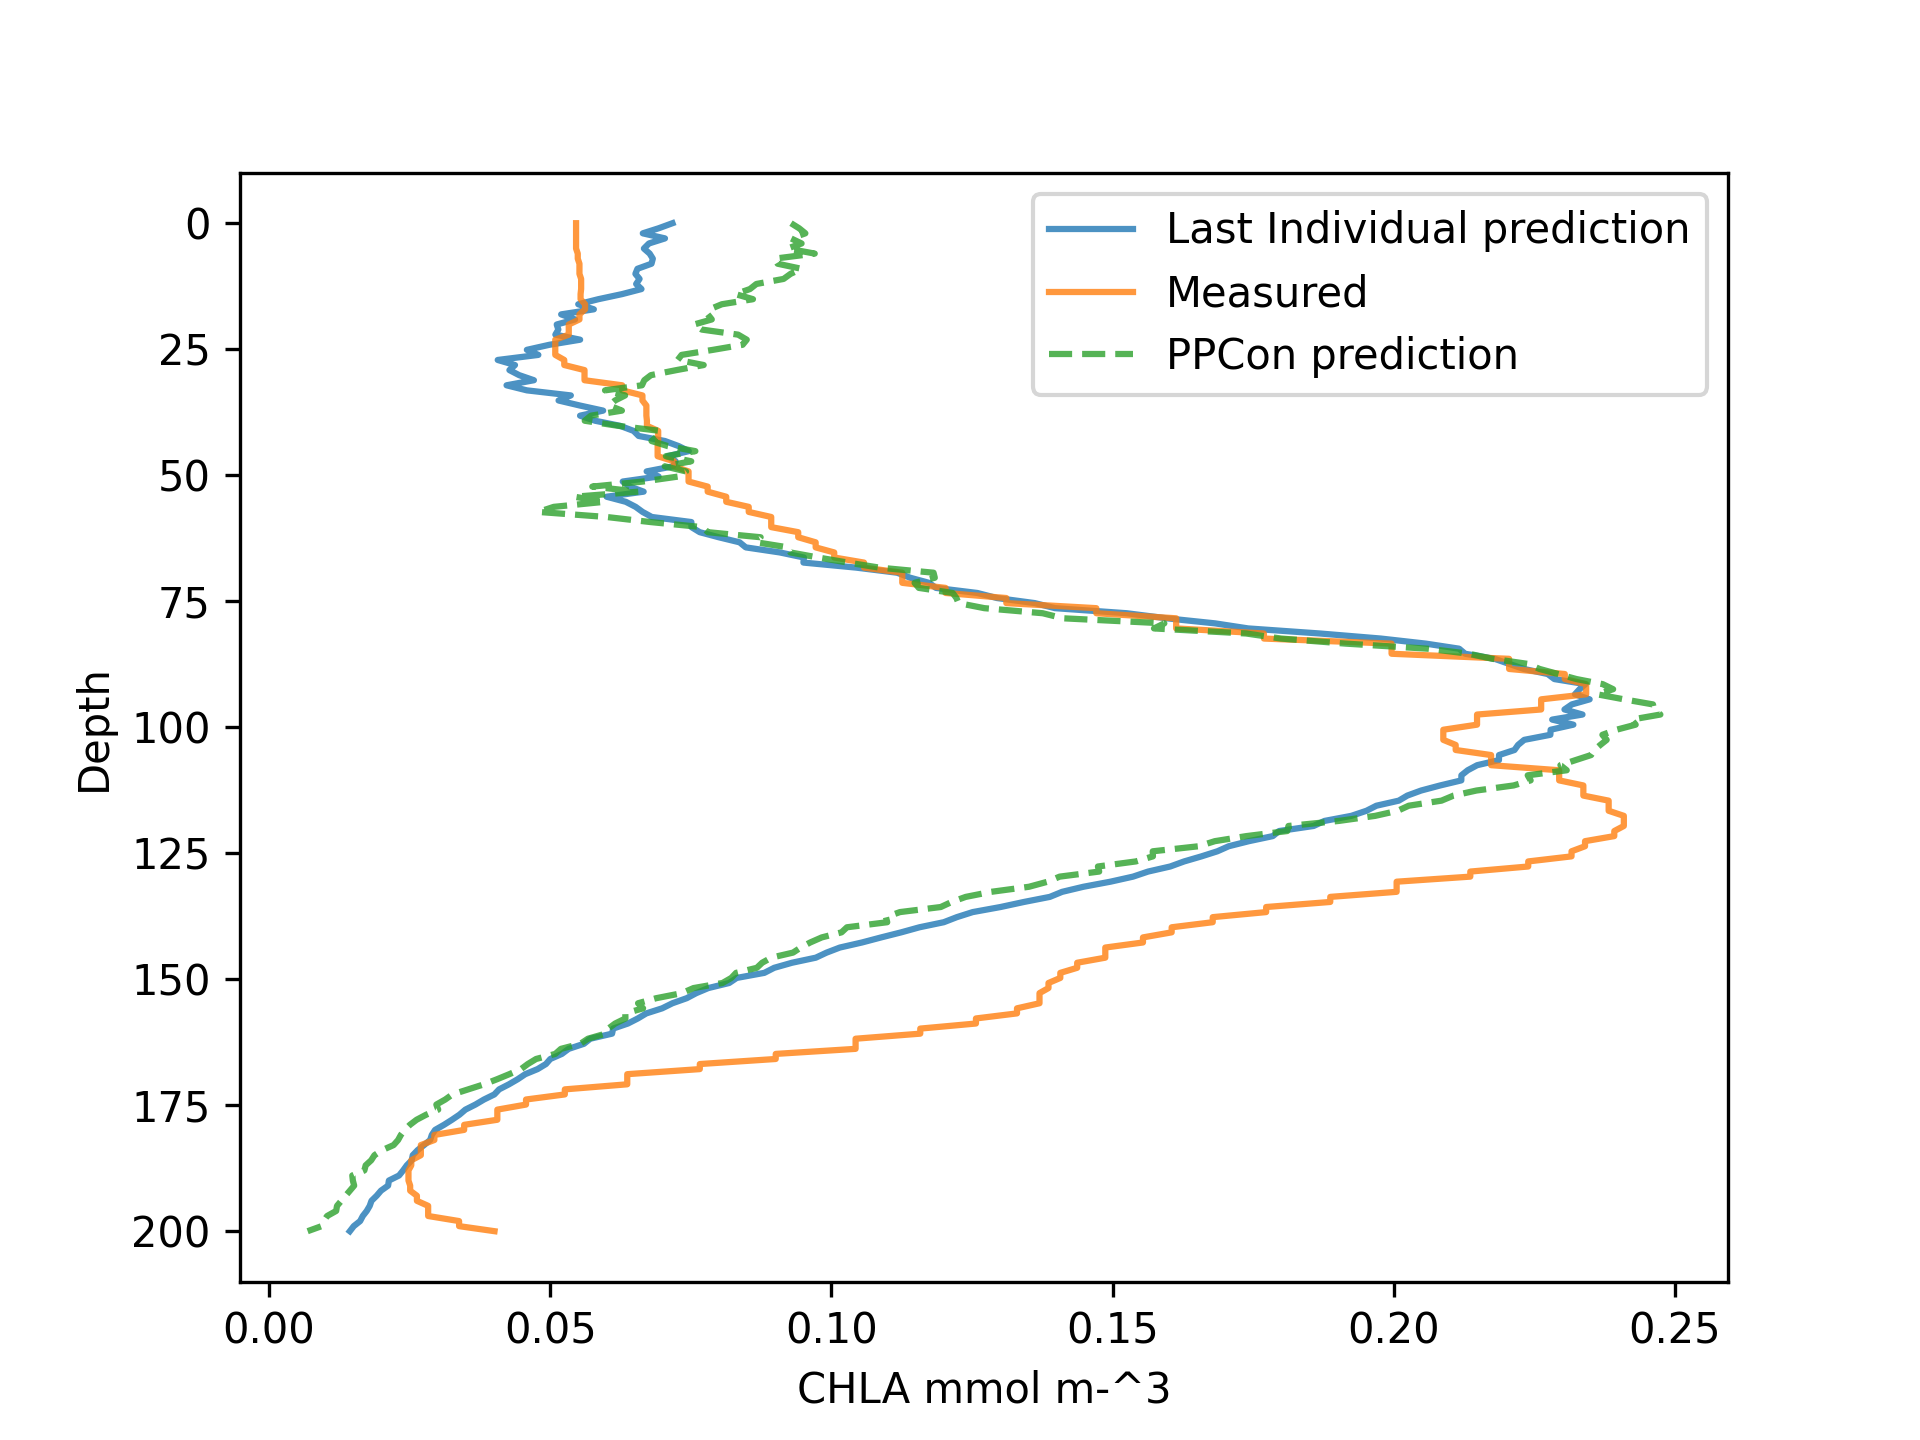 Last Individual prediction
Measured
PPCon prediction
Depth
0
25
50
75
100
125
150
175
200
0.00 0.05 0.10 0.15 0.20 0.25
CHLA mmol m-^3